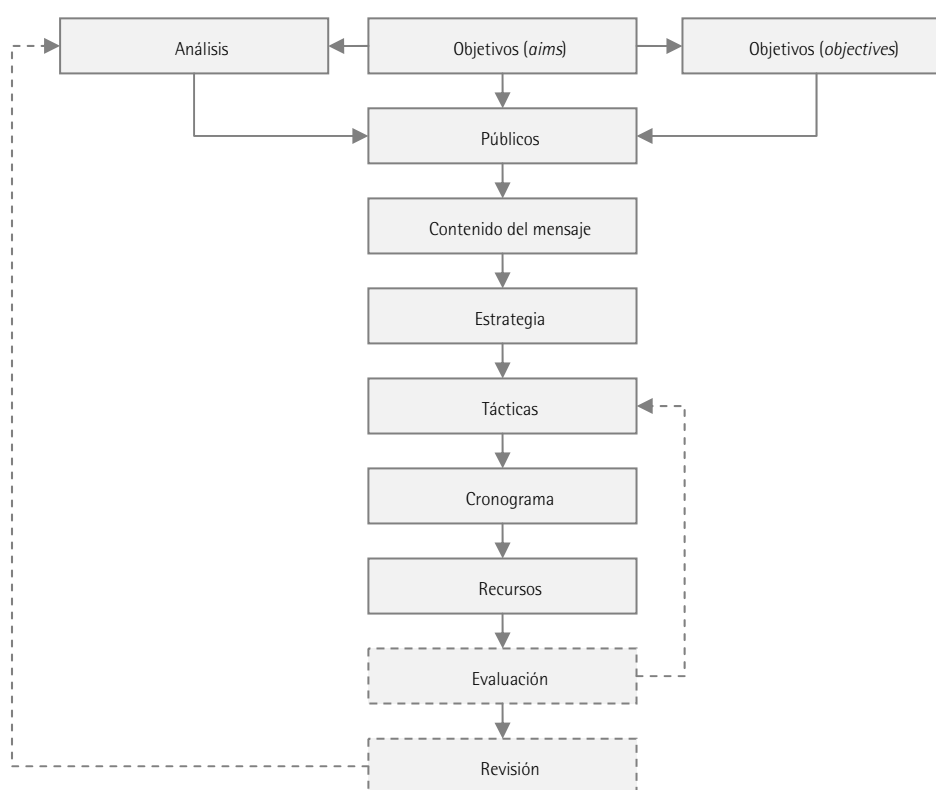 Análisis
Objetivos (aims)
Objetivos (objectives)
Públicos
Contenido del mensaje
Estrategia
Tácticas
Cronograma
Recursos
Evaluación
Revisión